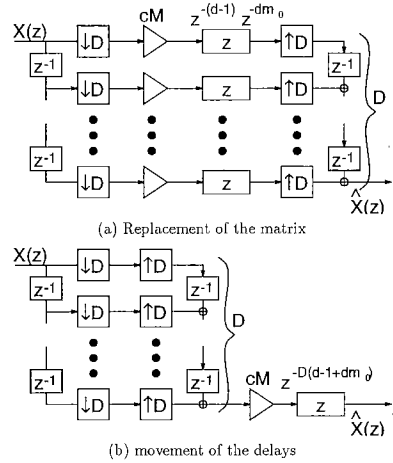 cM z^-(d-1) z^-dm_0
X(z) ↓D z ↑D
z^-1 z^-1
↓D z ↑D
D
z^-1 z^-1
↓D z ↑D
X̂(z)
(a) Replacement of the matrix
X(z) ↓D ↑D
z^-1 z^-1
↓D ↑D
D
cM z^-D(d-1+dm_0)
z^-1 z^-1
↓D ↑D z
X̂(z)
(b) movement of the delays